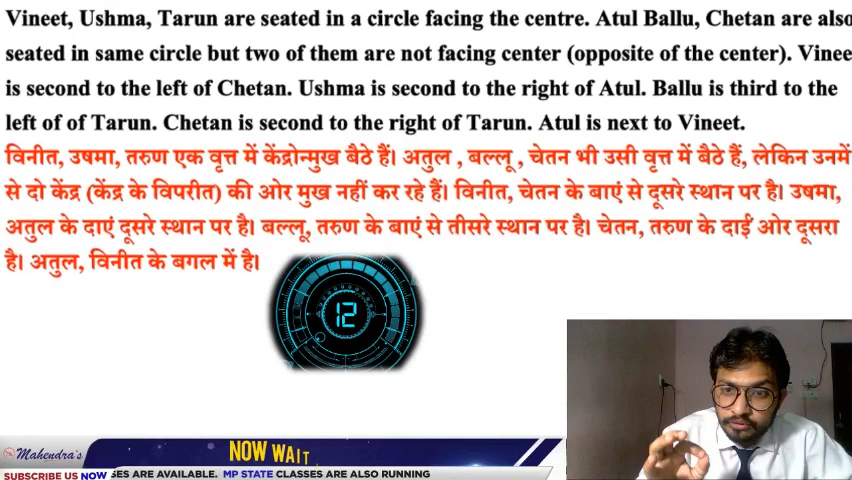 Vineet, Ushma, Tarun are seated in a circle facing the centre. Atul Ballu, Chetan are also
seated in same circle but two of them are not facing center (opposite of the center). Vinee
is second to the left of Chetan. Ushma is second to the right of Atul. Ballu is third to the
left of of Tarun. Chetan is second to the right of Tarun. Atul is next to Vineet.
विनीत, उषमा, तरुण एक वृत्त में केंद्रोन्मुख बैठे हैं। अतुल , बल्लू , चेतन भी उसी वृत्त में बैठे हैं, लेकिन उनमें
से दो केंद्र (केंद्र के विपरीत) की ओर मुख नहीं कर रहे हैं। विनीत, चेतन के बाएं से दूसरे स्थान पर है। उषमा,
अतुल के दाएं दूसरे स्थान पर है। बल्लू, तरुण के बाएं से तीसरे स्थान पर है। चेतन, तरुण के दाईं ओर दूसरा
है। अतुल, विनीत के बगल में है।
12
Mahendra's
NOW WAIT
SUBSCRIBE US NOW SES ARE AVAILABLE. MP STATE CLASSES ARE ALSO RUNNING